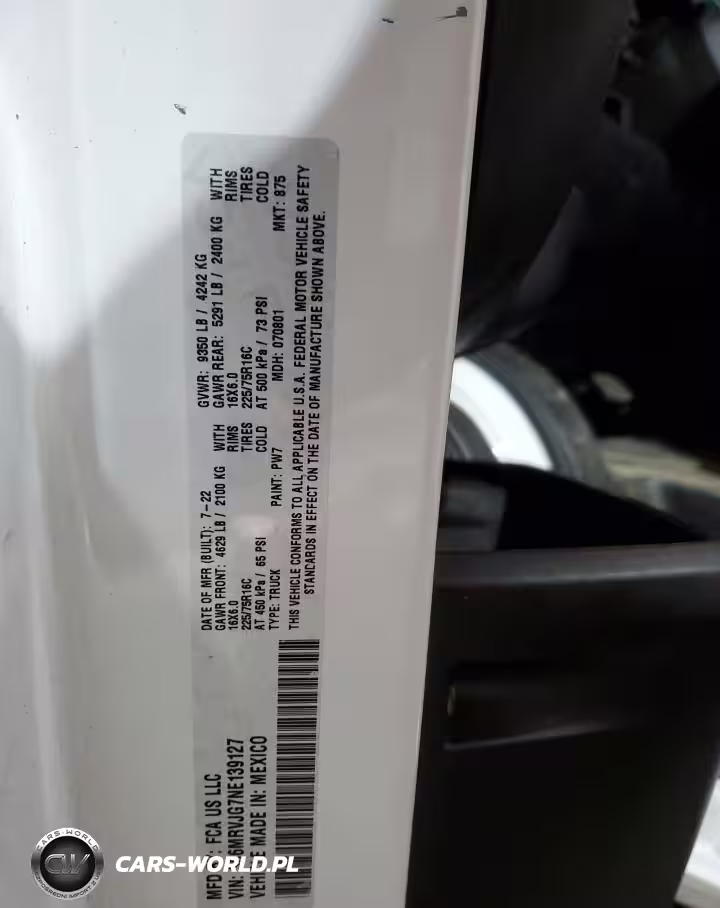 MFD : FCA US LLC
VIN: 6MRVJG7NE139127
MADE IN: MEXICO
DATE OF MFR (BUILT): 7-22 GVWR: 9350 LB / 4242 KG
GAWR FRONT: 4629 LB / 2100 KG WITH GAWR REAR: 5291 LB / 2400 KG WITH
16X6.0 RIMS 16X6.0 RIMS
225/75R16C TIRES 225/75R16C TIRES
AT 450 kPa / 65 PSI COLD AT 500 kPa / 73 PSI COLD
TYPE: TRUCK PAINT: PW7 MDH: 070801 MKT: 875
THIS VEHICLE CONFORMS TO ALL APPLICABLE U.S.A. FEDERAL MOTOR VEHICLE SAFETY
STANDARDS IN EFFECT ON THE DATE OF MANUFACTURE SHOWN ABOVE.
CARS-WORLD
CW
CARS-WORLD.PL